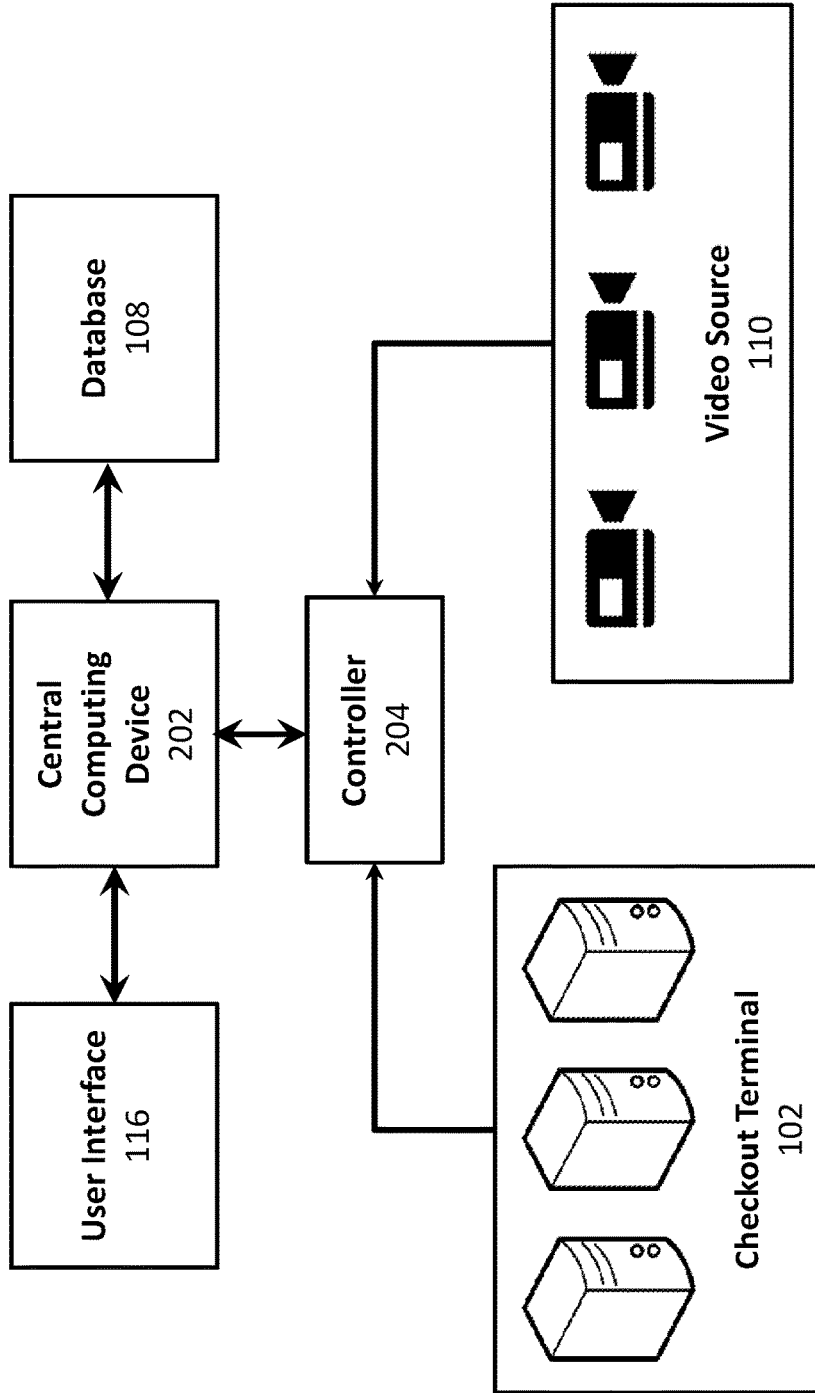 User Interface
116
Central
Computing
Device
202
Database
108
Controller
204
Checkout Terminal
102
Video Source
110